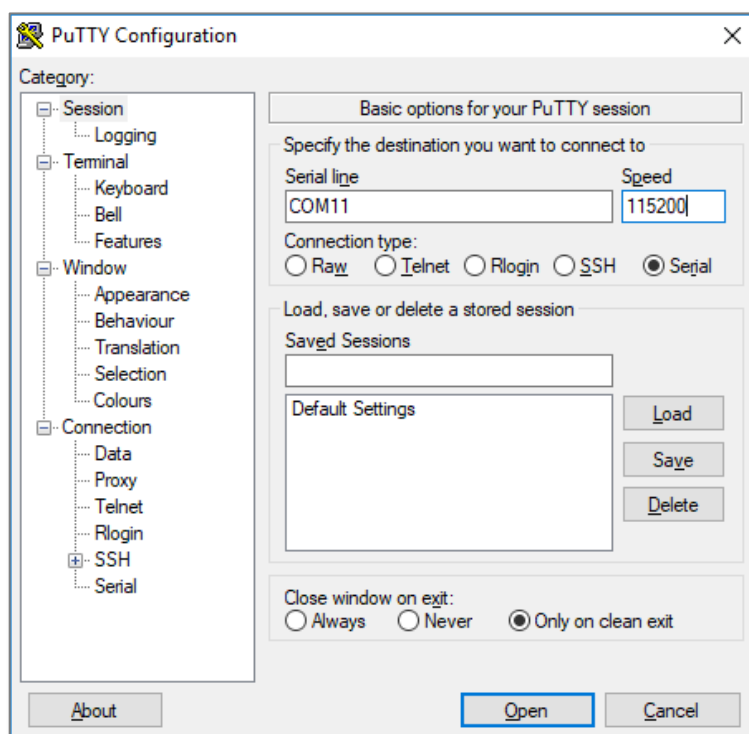 PuTTY Configuration
Category:
Session
Logging
Terminal
Keyboard
Bell
Features
Window
Appearance
Behaviour
Translation
Selection
Colours
Connection
Data
Proxy
Telnet
Rlogin
SSH
Serial
Basic options for your PuTTY session
Specify the destination you want to connect to
Serial line Speed
COM11 115200
Connection type:
Raw Telnet Rlogin SSH Serial
Load, save or delete a stored session
Saved Sessions
Default Settings
Load
Save
Delete
Close window on exit:
Always Never Only on clean exit
About Open Cancel